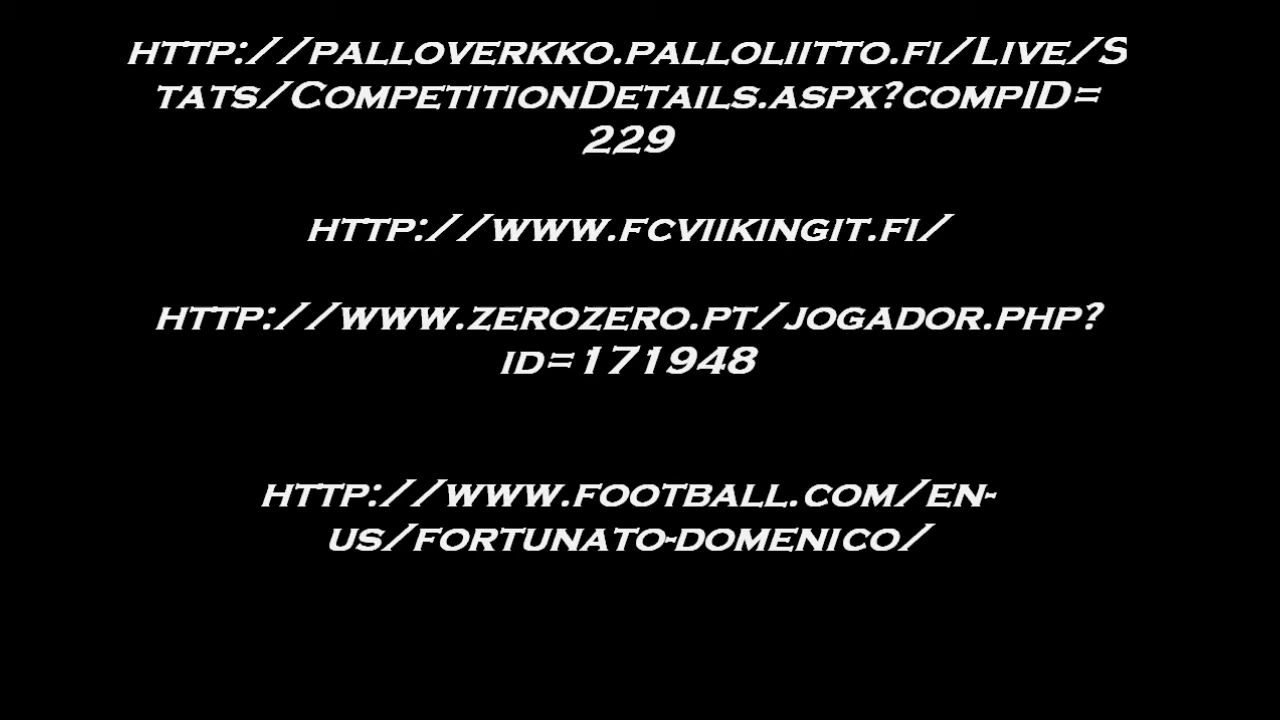 http://palloverkko.palloliitto.fi/Live/S
tats/CompetitionDetails.aspx?compID=
229
http://www.fcviikingit.fi/
http://www.zerozero.pt/jogador.php?
id=171948
http://www.football.com/en-
us/fortunato-domenico/